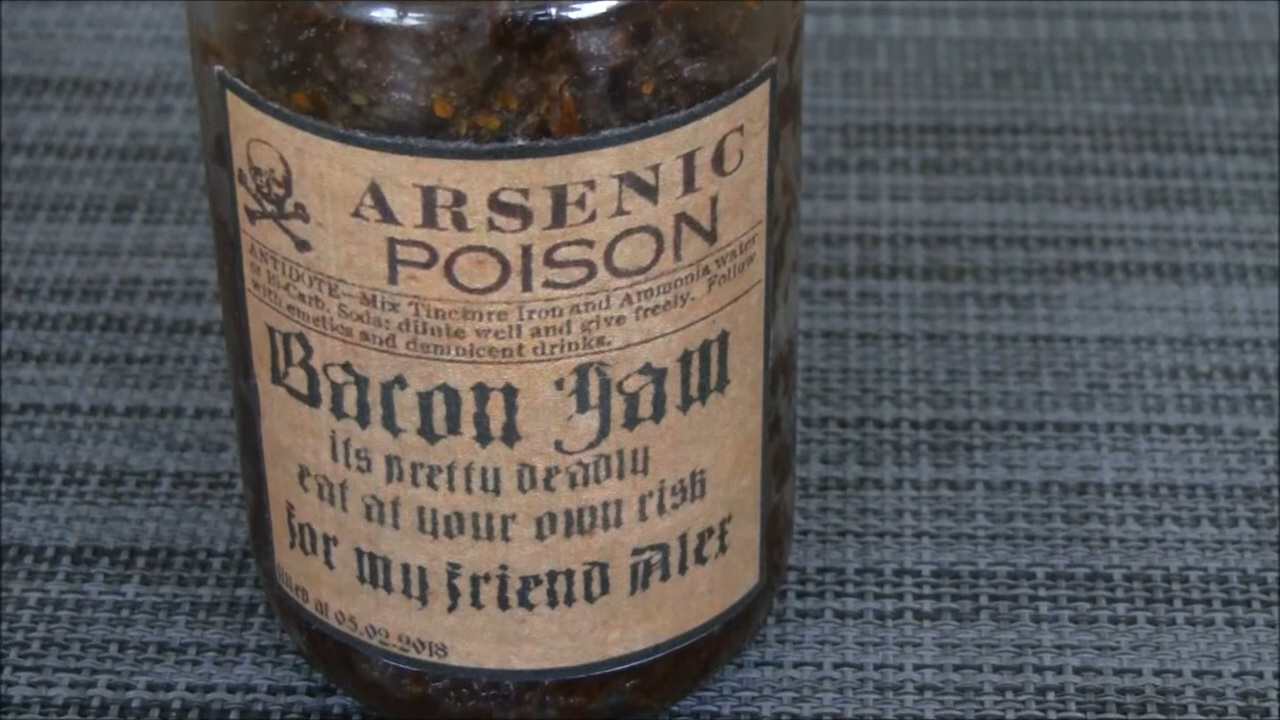 ARSENIC
POISON
ANTIDOTE. Mix Tincture Iron and Ammonia water
or Bi-Carb. Soda; dilute well and give freely. Follow
with emetics and demulcent drinks.
Bacon Jam
its pretty deadly
eat at your own risk
for my friend Alex
at 05.02.2018